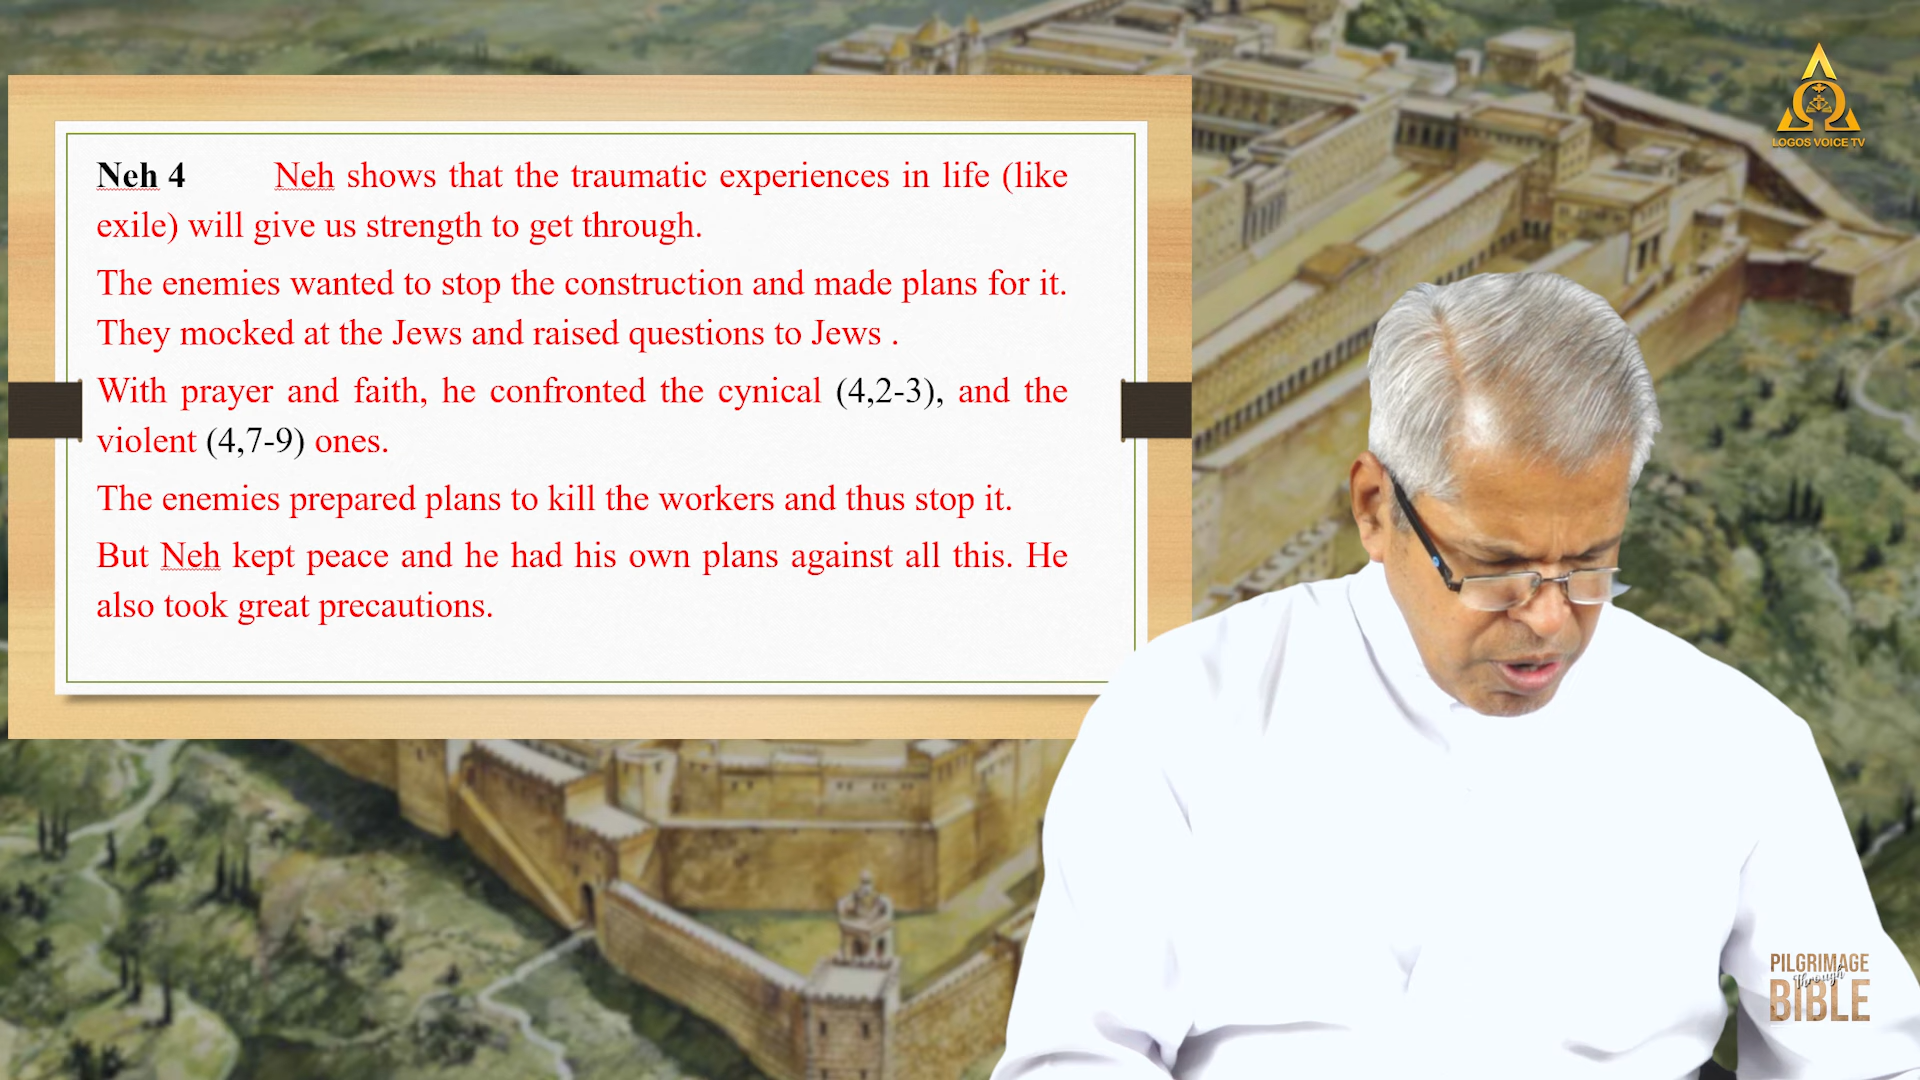 Neh 4 Neh shows that the traumatic experiences in life (like
exile) will give us strength to get through.
The enemies wanted to stop the construction and made plans for it.
They mocked at the Jews and raised questions to Jews .
With prayer and faith, he confronted the cynical (4,2-3), and the
violent (4,7-9) ones.
The enemies prepared plans to kill the workers and thus stop it.
But Neh kept peace and he had his own plans against all this. He
also took great precautions.
LOGOS VOICE TV
PILGRIMAGE
Through
BIBLE